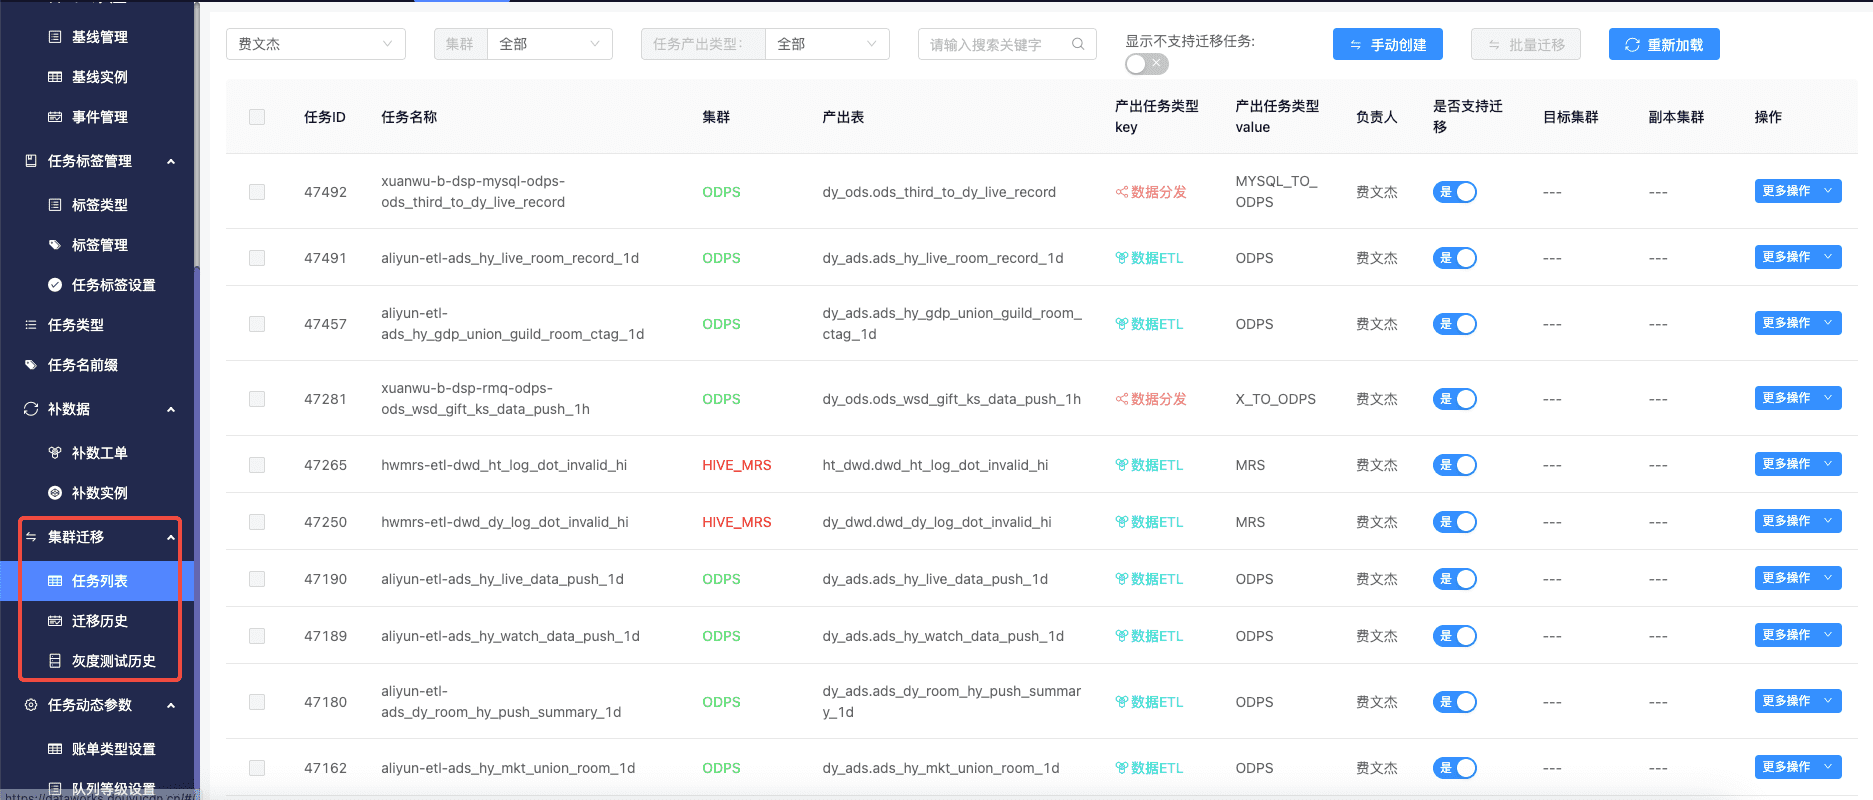 基线管理
基线实例
事件管理
任务标签管理
标签类型
标签管理
任务标签设置
任务类型
任务名前缀
补数据
补数工单
补数实例
集群迁移
任务列表
迁移历史
灰度测试历史
任务动态参数
账单类型设置
队列等级设置
费文杰
集群 全部
任务产出类型: 全部
请输入搜索关键字
显示不支持迁移任务:
手动创建
批量迁移
重新加载
任务ID 任务名称 集群 产出表 产出任务类型 key 产出任务类型 value 负责人 是否支持迁移 目标集群 副本集群 操作
47492 xuanwu-b-dsp-mysql-odps-ods_third_to_dy_live_record ODPS dy_ods.ods_third_to_dy_live_record 数据分发 MYSQL_TO_ODPS 费文杰 是 --- --- 更多操作
47491 aliyun-etl-ads_hy_live_room_record_1d ODPS dy_ads.ads_hy_live_room_record_1d 数据ETL ODPS 费文杰 是 --- --- 更多操作
47457 aliyun-etl-ads_hy_gdp_union_guild_room_ctag_1d ODPS dy_ads.ads_hy_gdp_union_guild_room_ctag_1d 数据ETL ODPS 费文杰 是 --- --- 更多操作
47281 xuanwu-b-dsp-rmq-odps-ods_wsd_gift_ks_data_push_1h ODPS dy_ods.ods_wsd_gift_ks_data_push_1h 数据分发 X_TO_ODPS 费文杰 是 --- --- 更多操作
47265 hwmrs-etl-dwd_ht_log_dot_invalid_hi HIVE_MRS ht_dwd.dwd_ht_log_dot_invalid_hi 数据ETL MRS 费文杰 是 --- --- 更多操作
47250 hwmrs-etl-dwd_dy_log_dot_invalid_hi HIVE_MRS dy_dwd.dwd_dy_log_dot_invalid_hi 数据ETL MRS 费文杰 是 --- --- 更多操作
47190 aliyun-etl-ads_hy_live_data_push_1d ODPS dy_ads.ads_hy_live_data_push_1d 数据ETL ODPS 费文杰 是 --- --- 更多操作
47189 aliyun-etl-ads_hy_watch_data_push_1d ODPS dy_ads.ads_hy_watch_data_push_1d 数据ETL ODPS 费文杰 是 --- --- 更多操作
47180 aliyun-etl-ads_dy_room_hy_push_summary_1d ODPS dy_ads.ads_dy_room_hy_push_summary_1d 数据ETL ODPS 费文杰 是 --- --- 更多操作
47162 aliyun-etl-ads_hy_mkt_union_room_1d ODPS dy_ads.ads_hy_mkt_union_room_1d 数据ETL ODPS 费文杰 是 --- --- 更多操作